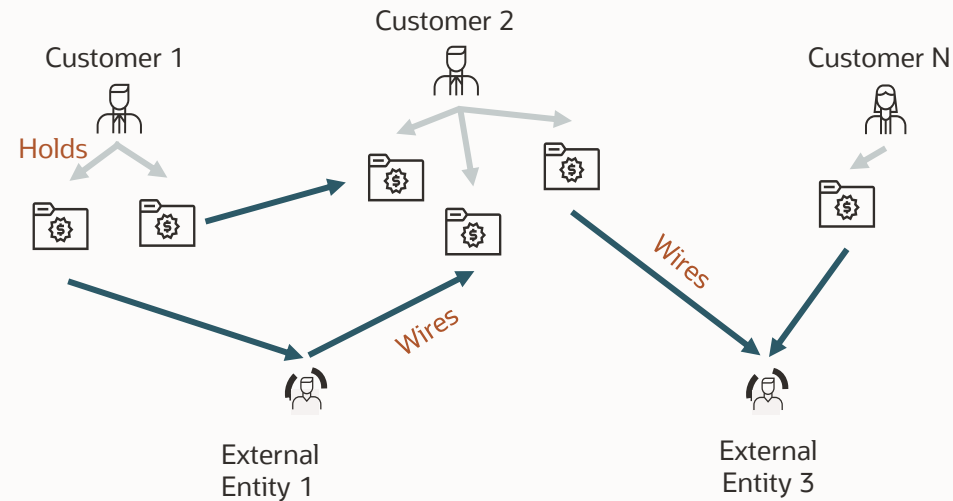 Customer 1
Customer 2
Customer N
Holds
$
$
$
$
$
$
Wires
Wires
External
Entity 1
External
Entity 3